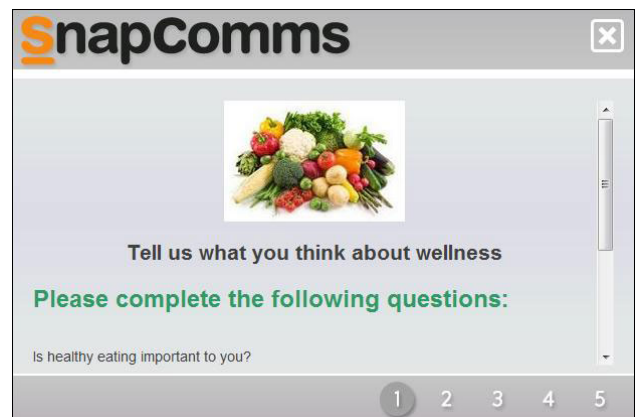 SnapComms
Tell us what you think about wellness
Please complete the following questions:
Is healthy eating important to you?
1 2 3 4 5